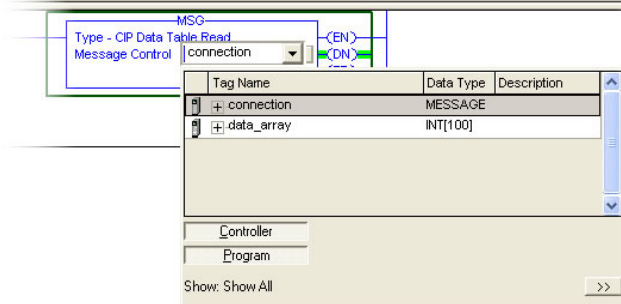 MSG
Type - CIP Data Table Read
(EN)
Message Control connection
(DN)
Tag Name Data Type Description
connection MESSAGE
data_array INT[100]
Controller
Program
Show: Show All
>>